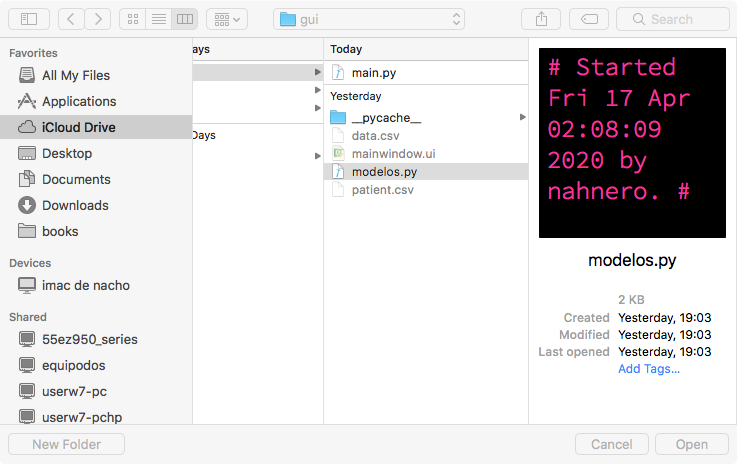 gui
Search
Favorites
All My Files
Applications
iCloud Drive
Desktop
Documents
Downloads
books
Devices
imac de nacho
Shared
55ez950_series
equipodos
userw7-pc
userw7-pchp
ays
Days
Today
main.py
Yesterday
__pycache__
data.csv
mainwindow.ui
modelos.py
patient.csv
# Started
Fri 17 Apr
02:08:09
2020 by
nahnero. #
modelos.py
2 KB
Created Yesterday, 19:03
Modified Yesterday, 19:03
Last opened Yesterday, 19:03
Add Tags...
New Folder
Cancel
Open